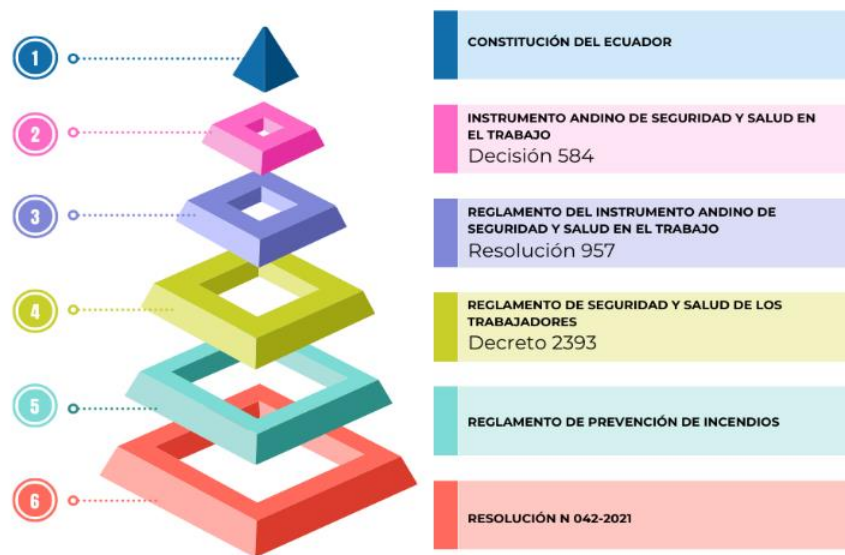 1
CONSTITUCIÓN DEL ECUADOR
2
INSTRUMENTO ANDINO DE SEGURIDAD Y SALUD EN
EL TRABAJO
Decisión 584
3
REGLAMENTO DEL INSTRUMENTO ANDINO DE
SEGURIDAD Y SALUD EN EL TRABAJO
Resolución 957
4
REGLAMENTO DE SEGURIDAD Y SALUD DE LOS
TRABAJADORES
Decreto 2393
5
REGLAMENTO DE PREVENCIÓN DE INCENDIOS
6
RESOLUCIÓN N 042-2021